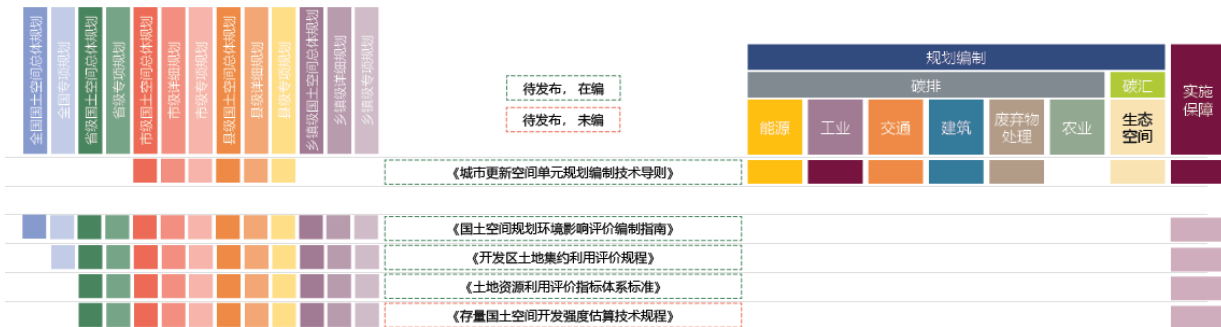 全国国土空间总体规划
全国专项规划
省级国土空间总体规划
省级专项规划
市级国土空间总体规划
市级详细规划
市级专项规划
县级国土空间总体规划
县级详细规划
县级专项规划
乡镇级国土空间总体规划
乡镇级详细规划
乡镇级专项规划
待发布，在编
待发布，未编
规划编制
碳排
碳汇
实施
保障
能源
工业
交通
建筑
废弃物
处理
农业
生态
空间
《城市更新空间单元规划编制技术导则》
《国土空间规划环境影响评价编制指南》
《开发区土地集约利用评价规程》
《土地资源利用评价指标体系标准》
《存量国土空间开发强度估算技术规程》